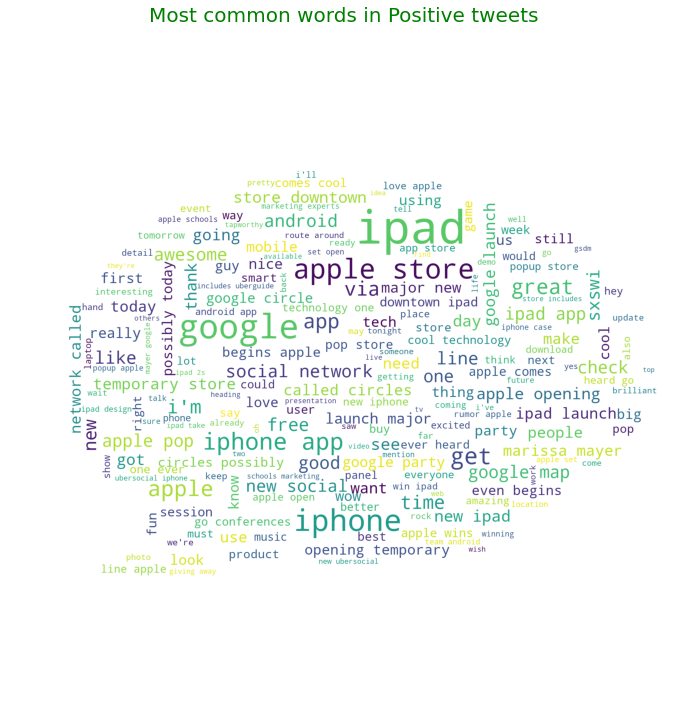 Most common words in Positive tweets
i'll
pretty comes cool love apple idea
store downtown using game
marketing experts tell
event way android ipad well
apple schools tapworthy
tomorrow going route around us week still
detail awesome mobile set open ready app store demo would go gsdm
they're guy nice available apple store kind google launch popup store
first thank smart back via major new life great sxswi hey
interesting includes uberguide store includes
hand today possibly today google circle downtown ipad
others android app technology one place ipad app update
network called really google app tech store day make iphone case cool also
laptop mayer google may tonight cool technology
like begins apple pop store line think download yes top
popup apple lot live someone need check heard go
wait ipad 2s social network getting one apple comes future
temporary store could called circles thing brilliant
talk heading i've
ipad design right i'm love user presentation tv coming apple opening
sure ipad take already say free launch major excited rumor apple ipad launch big
new oh saw party people pop
apple pop iphone app see ever heard
show got one ever two good video mention far get marissa mayer
circles possibly google party everyone google map apple set come
ubersocial iphone keep schools marketing panel win ipad even begins work
apple know new social want web amazing location
apple open wow better time
fun session go conferences rock new ipad
must iphone apple wins team android winning
we're use music best wish
photo look product opening temporary
line apple giving away new ubersocial
buy next phone